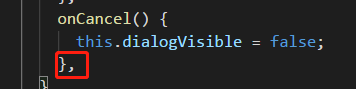 },
onCancel() {
this.dialogVisible = false;
},
}